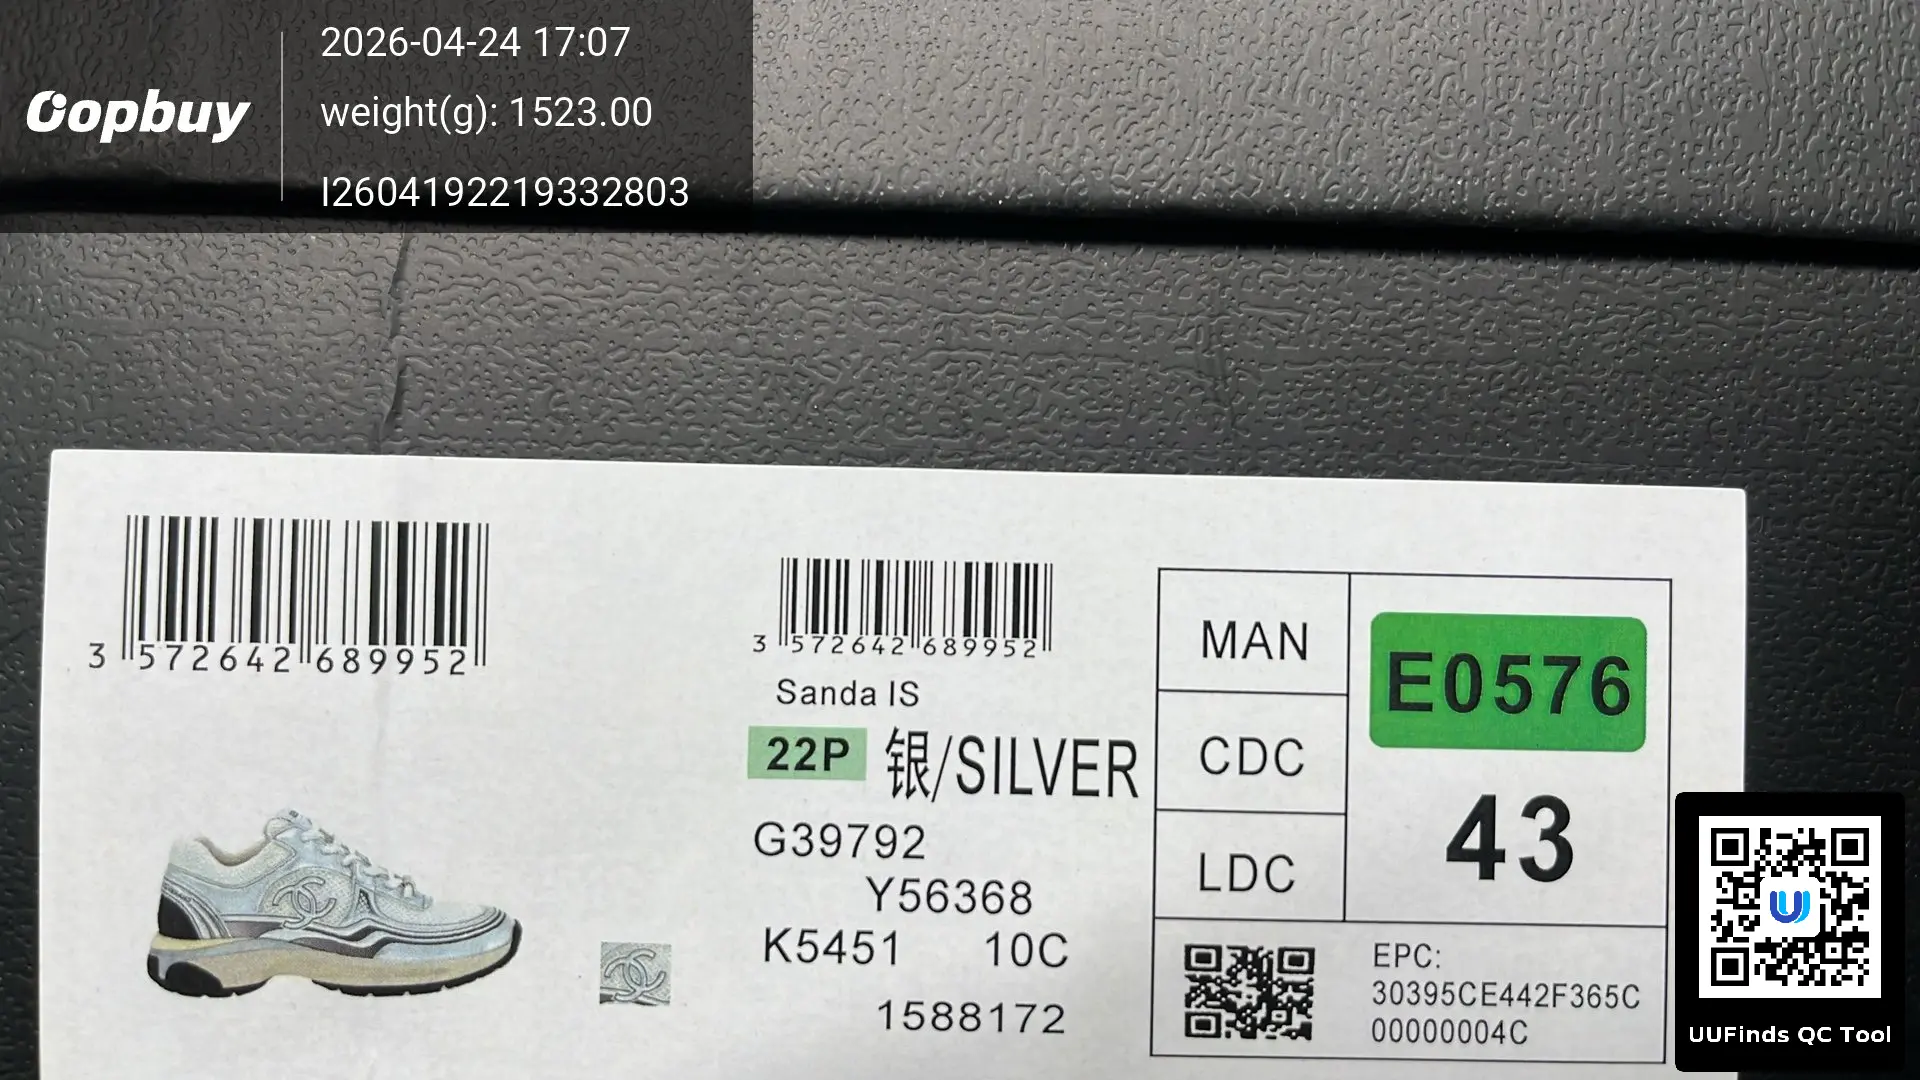 Oopbuy
2026-04-24 17:07
weight(g): 1523.00
I2604192219332803
3 572642 689952
3 572642 689952
Sanda IS
22P 银/SILVER
G39792
Y56368
K5451 10C
1588172
MAN
CDC
LDC
E0576
43
EPC:
30395CE442F365C
00000004C
UUFinds QC Tool